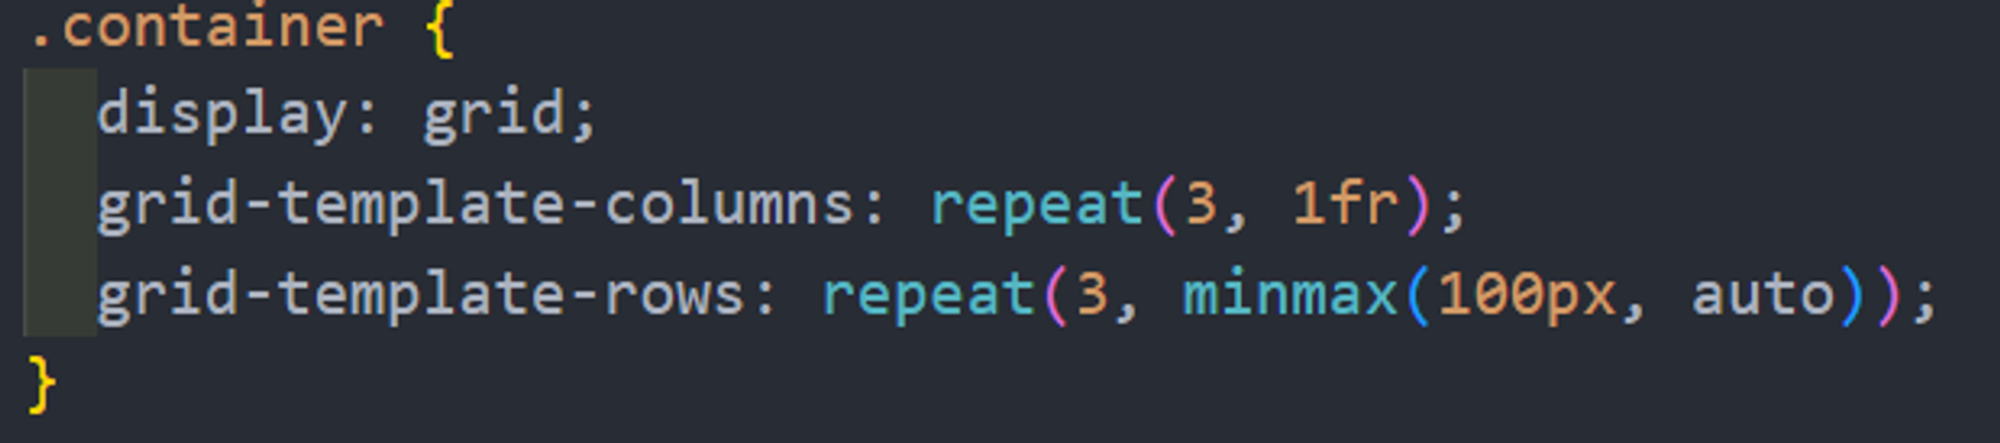 .container {
display: grid;
grid-template-columns: repeat(3, 1fr);
grid-template-rows: repeat(3, minmax(100px, auto));
}